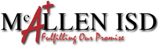 McALLEN ISD
Fulfilling Our Promise